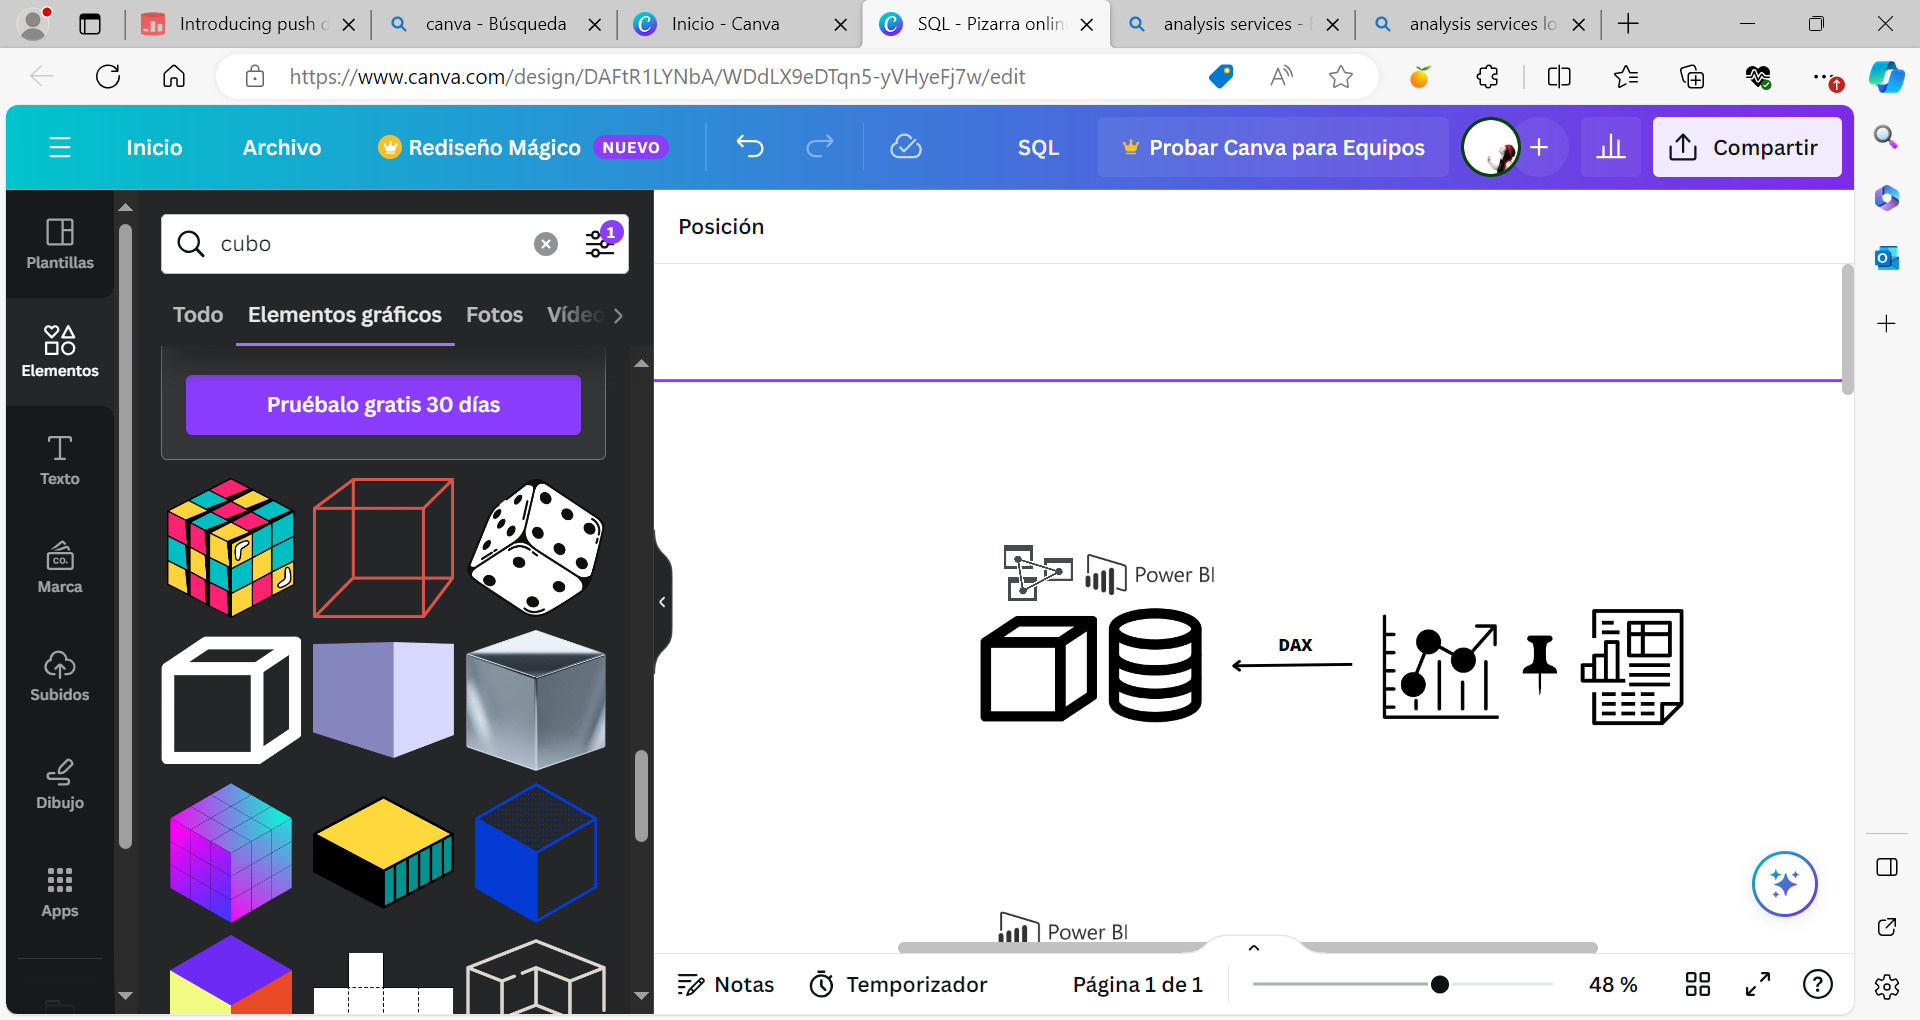 Introducing push d
canva - Búsqueda
Inicio - Canva
SQL - Pizarra onlin
analysis services -
analysis services lo
https://www.canva.com/design/DAFtR1LYNbA/WDdLX9eDTqn5-yVHyeFj7w/edit
Inicio
Archivo
Rediseño Mágico
NUEVO
SQL
Probar Canva para Equipos
Compartir
Plantillas
Elementos
Texto
CO.
Marca
Subidos
Dibujo
Apps
cubo
1
Todo
Elementos gráficos
Fotos
Vídeo
Pruébalo gratis 30 días
Posición
Power BI
DAX
Power BI
Notas
Temporizador
Página 1 de 1
48 %